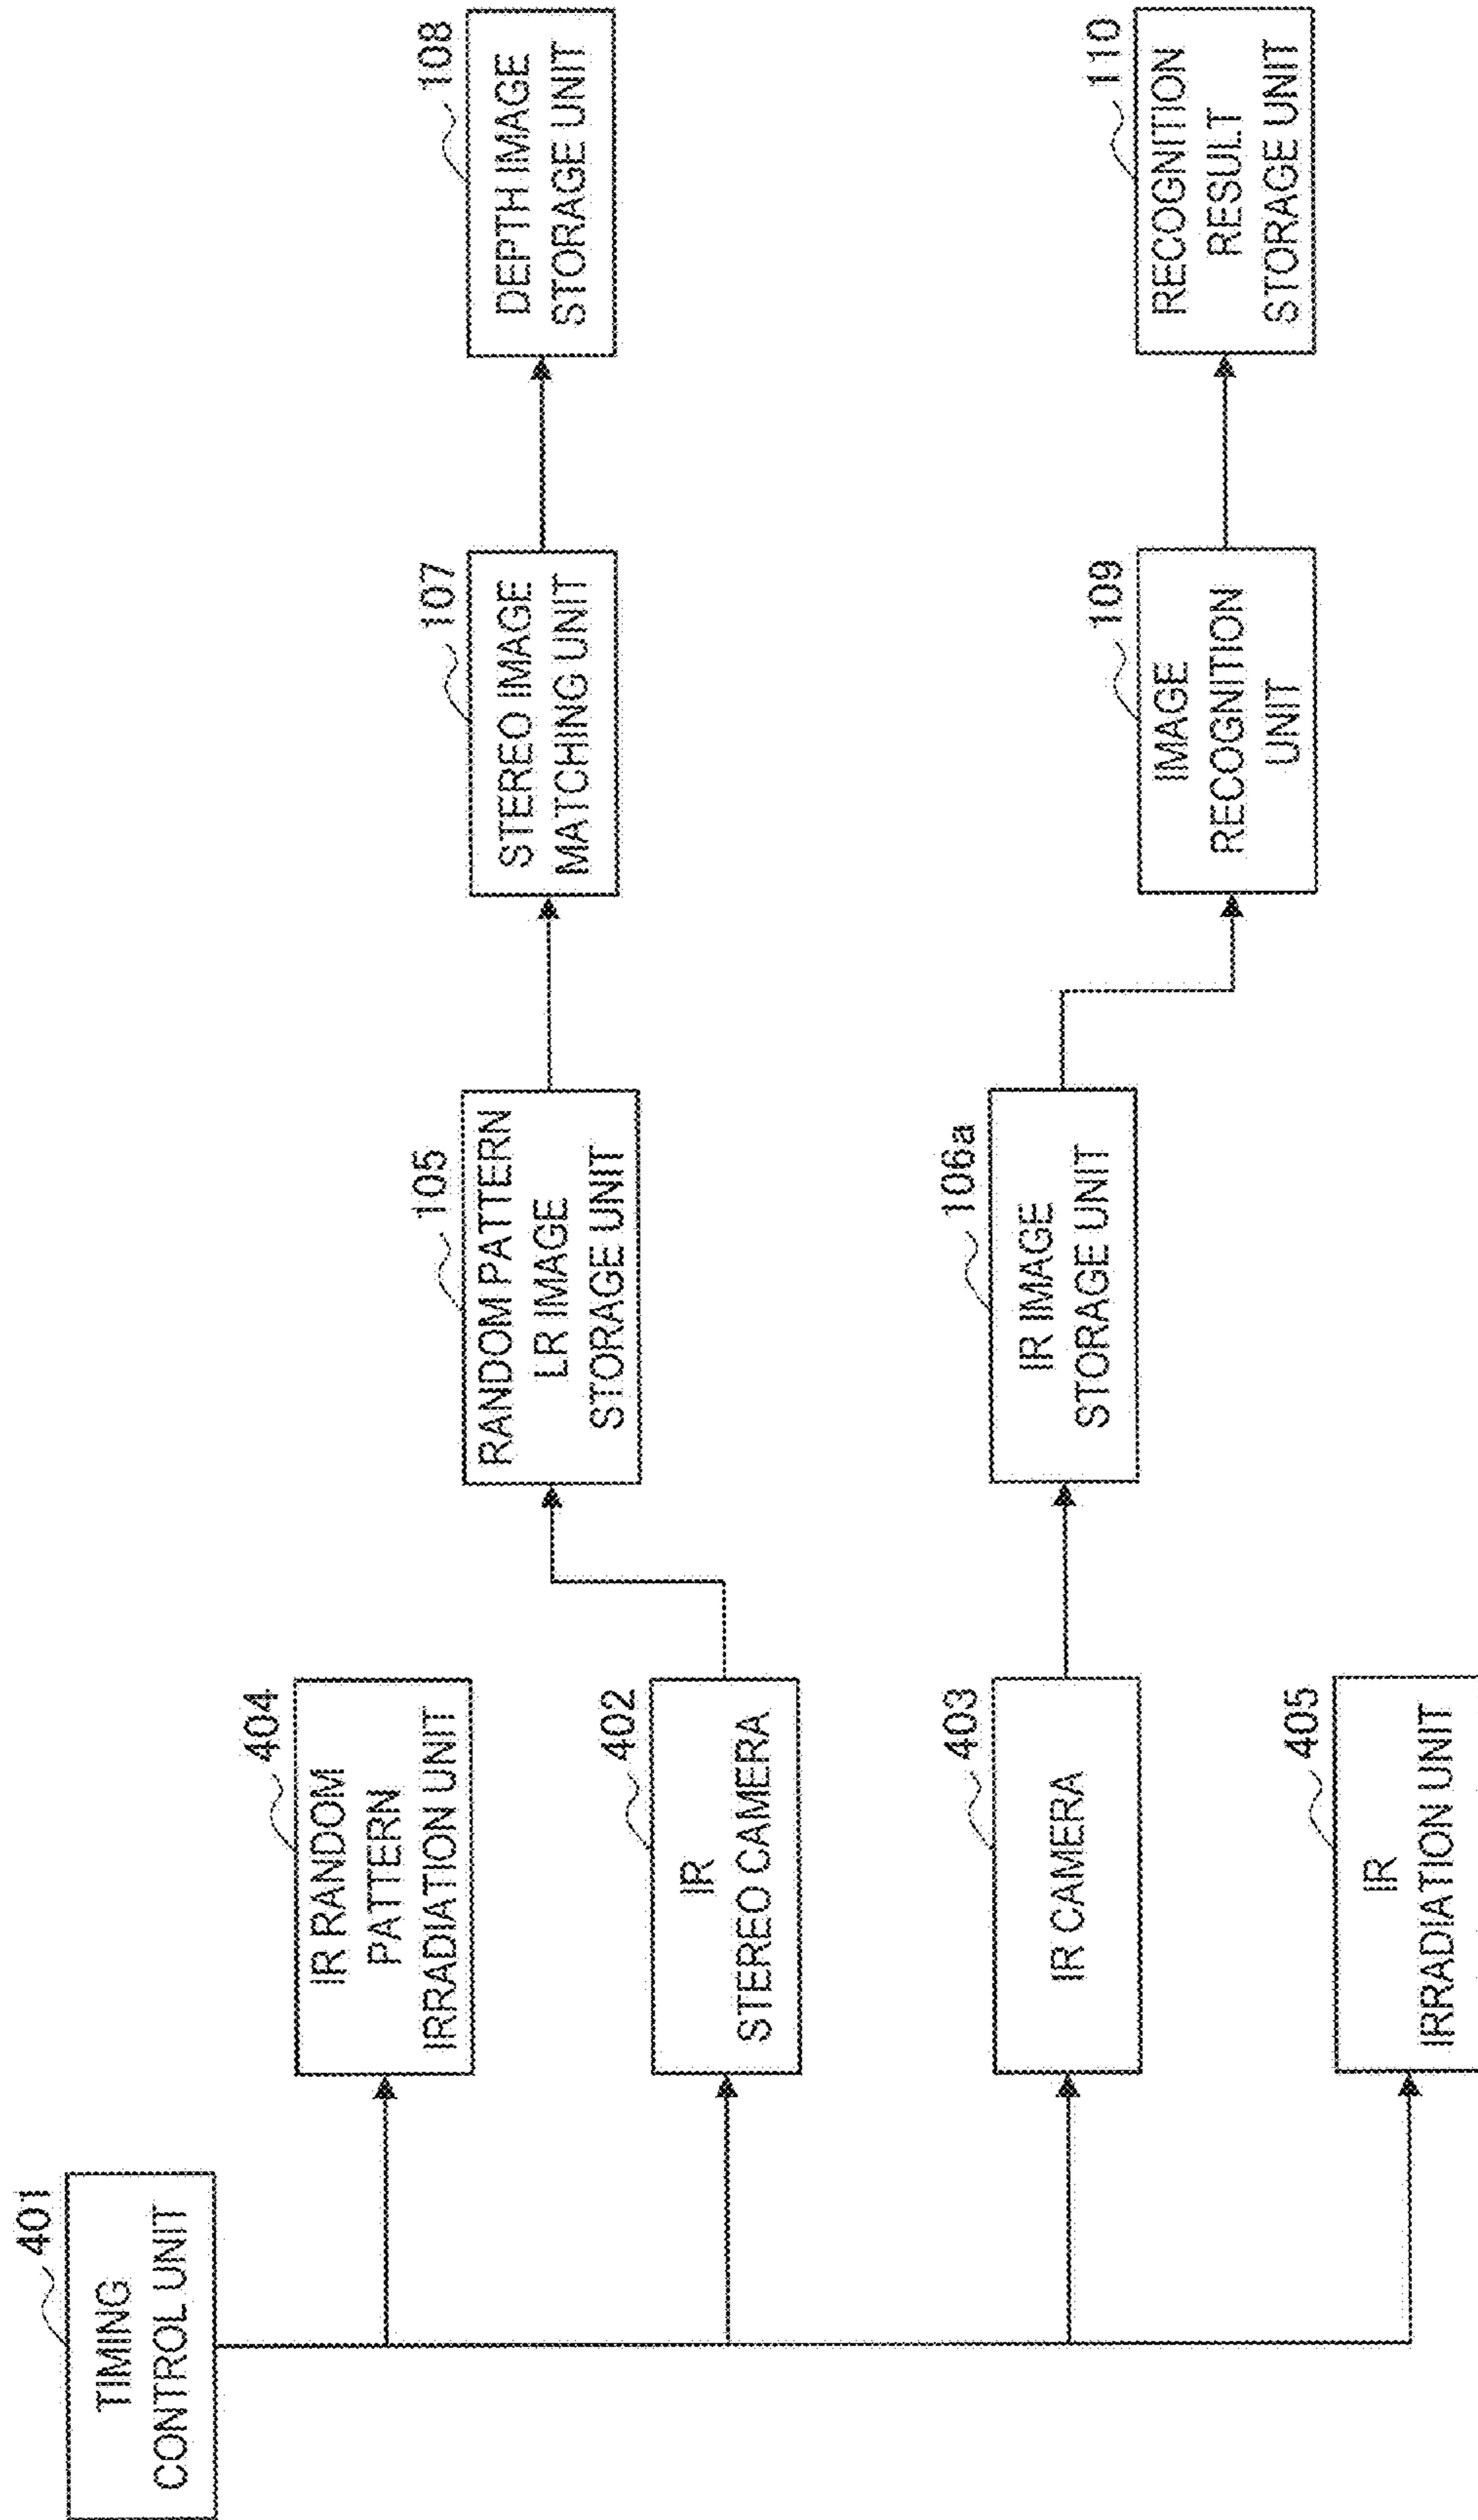 401
TIMING
CONTROL UNIT
404
IR RANDOM
PATTERN
IRRADIATION UNIT
402
IR
STEREO CAMERA
403
IR CAMERA
405
IR
IRRADIATION UNIT
105
RANDOM PATTERN
LR IMAGE
STORAGE UNIT
106a
IR IMAGE
STORAGE UNIT
107
STEREO IMAGE
MATCHING UNIT
109
IMAGE
RECOGNITION
UNIT
108
DEPTH IMAGE
STORAGE UNIT
110
RECOGNITION
RESULT
STORAGE UNIT